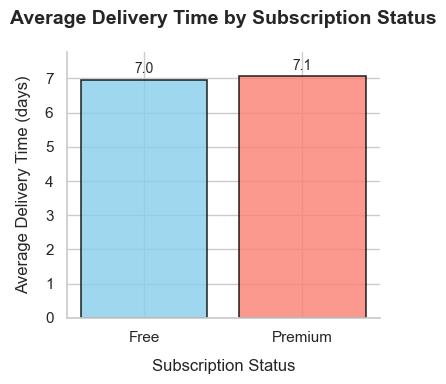 Average Delivery Time by Subscription Status
7.0
7.1
7
6
5
4
3
2
1
0
Average Delivery Time (days)
Free
Premium
Subscription Status